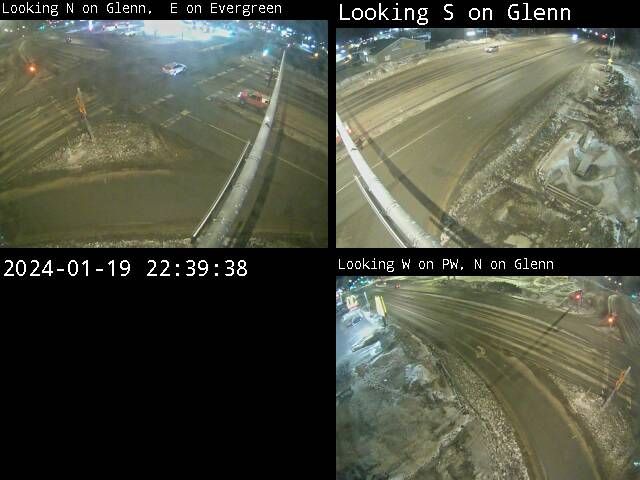 Looking N on Glenn,  E on Evergreen
Looking S on Glenn
2024-01-19 22:39:38
Looking W on PW, N on Glenn